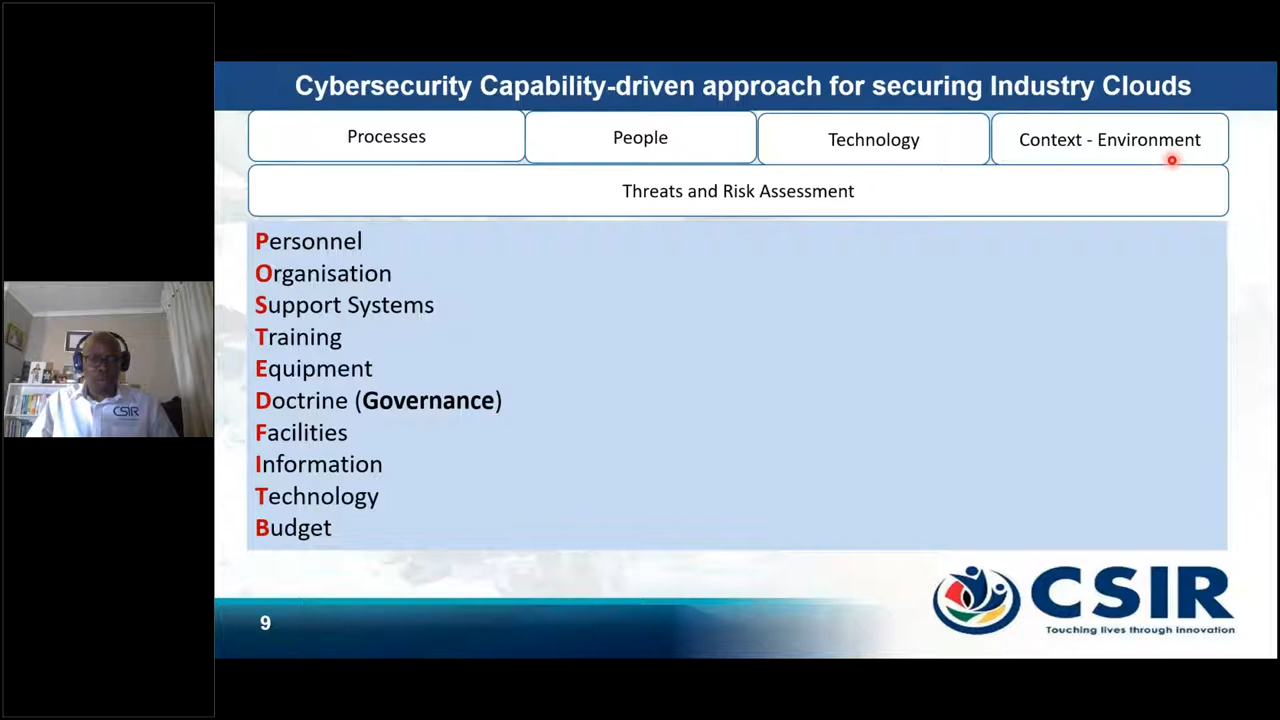 Cybersecurity Capability-driven approach for securing Industry Clouds
Processes
People
Technology
Context - Environment
Threats and Risk Assessment
Personnel
Organisation
Support Systems
Training
Equipment
Doctrine (Governance)
Facilities
Information
Technology
Budget
CSIR
9
CSIR
Touching lives through innovation